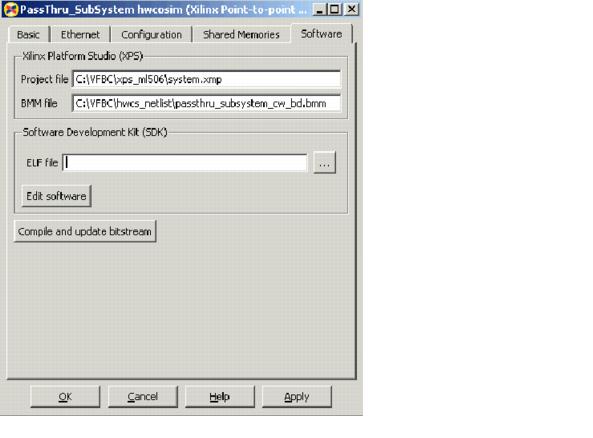 PassThru_SubSystem hwcosim (Xilinx Point-to-point ...
Basic Ethernet Configuration Shared Memories Software
Xilinx Platform Studio (XPS)
Project file C:\VFBC\xps_ml506\system.xmp
BMM file C:\VFBC\hwcs_netlist\passthru_subsystem_cw_bd.bmm
Software Development Kit (SDK)
ELF file ...
Edit software
Compile and update bitstream
OK Cancel Help Apply